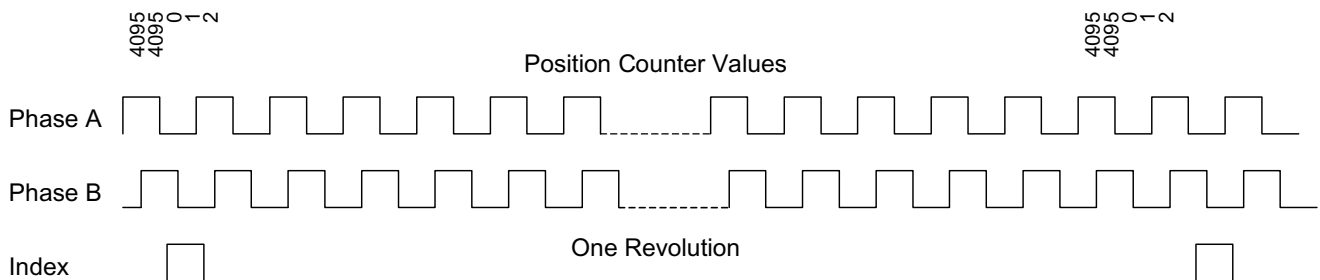 4095
4095
0
1
2
4095
4095
0
1
2
Position Counter Values
Phase A
Phase B
One Revolution
Index